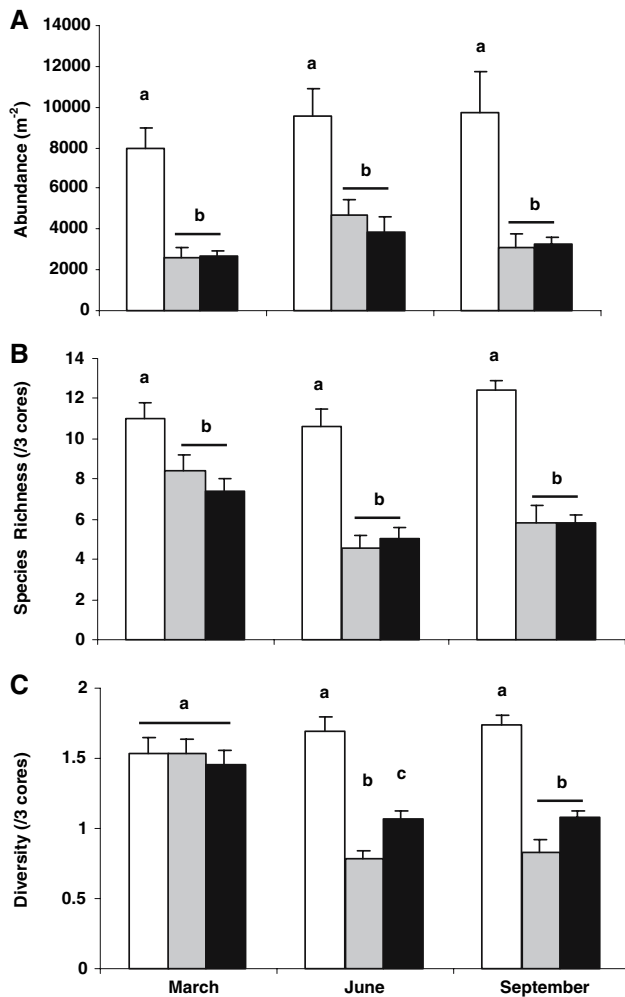 A
14000
12000
10000
8000
6000
4000
2000
0
Abundance (m-2)
a
b
a
b
a
b
B
14
12
10
8
6
4
2
0
Species Richness (/3 cores)
a
b
a
b
a
b
C
2
1.5
1
0.5
0
Diversity (/3 cores)
a
a
b
c
a
b
March
June
September